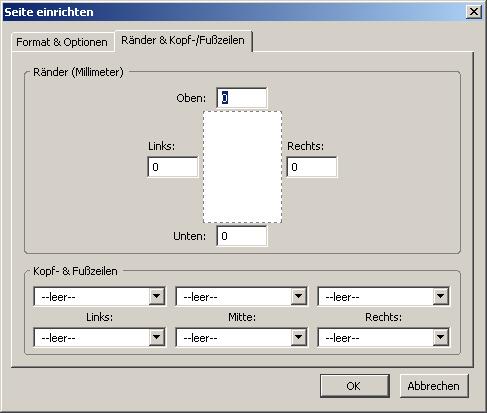 Seite einrichten
Format & Optionen Ränder & Kopf-/Fußzeilen
Ränder (Millimeter)
Oben: 0
Links: Rechts:
0 0
Unten: 0
Kopf- & Fußzeilen
--leer-- --leer-- --leer--
Links: Mitte: Rechts:
--leer-- --leer-- --leer--
OK Abbrechen